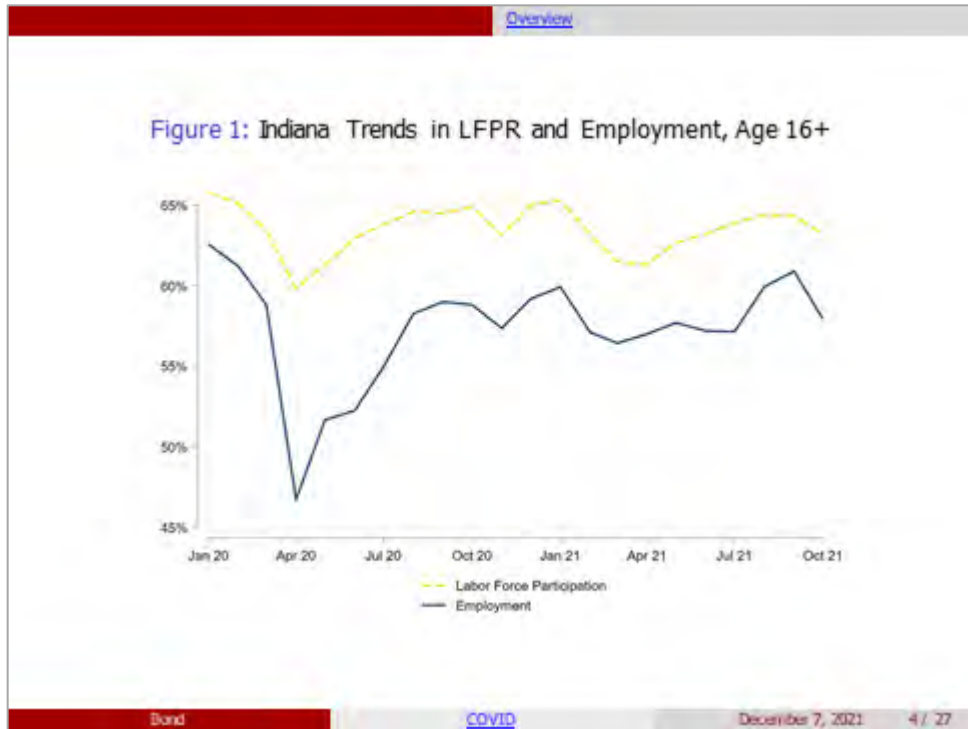 Overview
Figure 1: Indiana Trends in LFPR and Employment, Age 16+
65%
60%
55%
50%
45%
Jan 20 Apr 20 Jul 20 Oct 20 Jan 21 Apr 21 Jul 21 Oct 21
Labor Force Participation
Employment
Bond COVID December 7, 2021 4 / 27